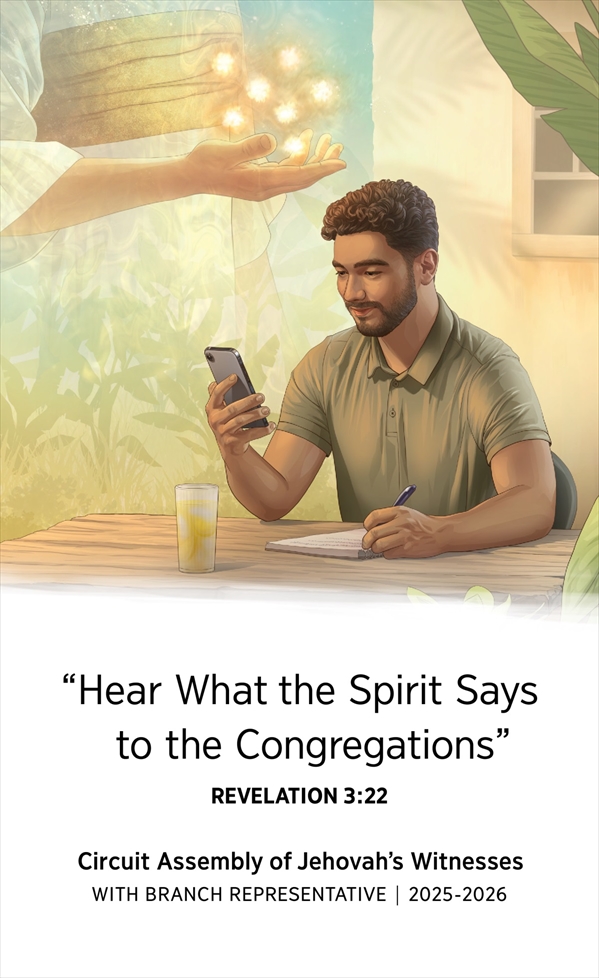 “Hear What the Spirit Says
to the Congregations”
REVELATION 3:22
Circuit Assembly of Jehovah’s Witnesses
WITH BRANCH REPRESENTATIVE | 2025-2026